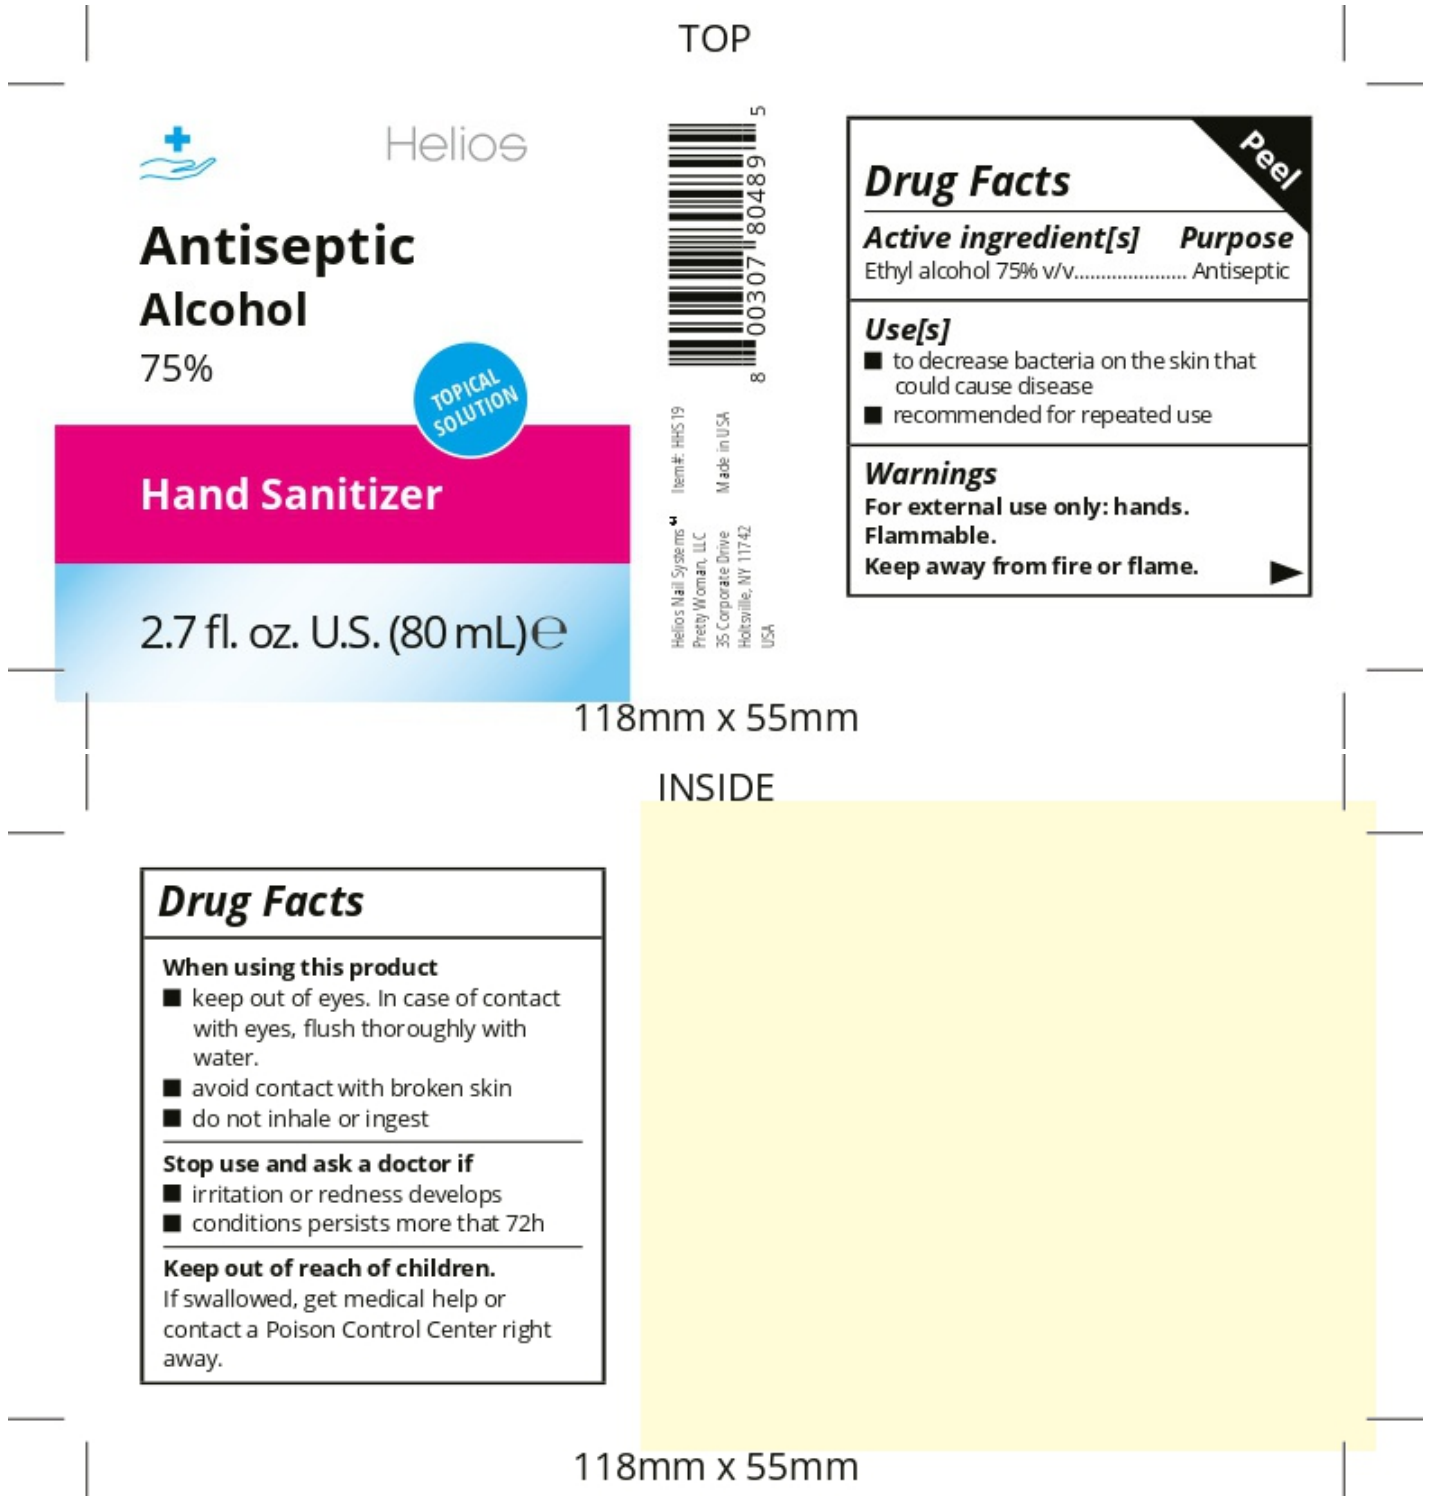 TOP
Helios
Antiseptic
Alcohol
75%
TOPICAL
SOLUTION
Hand Sanitizer
2.7 fl. oz. U.S. (80 mL)℮
8 00307 80489 5
Item#: HHS19
Made in USA
Helios Nail Systems
Pretty Woman, LLC
35 Corporate Drive
Holtsville, NY 11742
USA
Peel
Drug Facts
Active ingredient[s] Purpose
Ethyl alcohol 75% v/v..................... Antiseptic
Use[s]
■ to decrease bacteria on the skin that
could cause disease
■ recommended for repeated use
Warnings
For external use only: hands.
Flammable.
Keep away from fire or flame.
118mm x 55mm
INSIDE
Drug Facts
When using this product
■ keep out of eyes. In case of contact
with eyes, flush thoroughly with
water.
■ avoid contact with broken skin
■ do not inhale or ingest
Stop use and ask a doctor if
■ irritation or redness develops
■ conditions persists more that 72h
Keep out of reach of children.
If swallowed, get medical help or
contact a Poison Control Center right
away.
118mm x 55mm